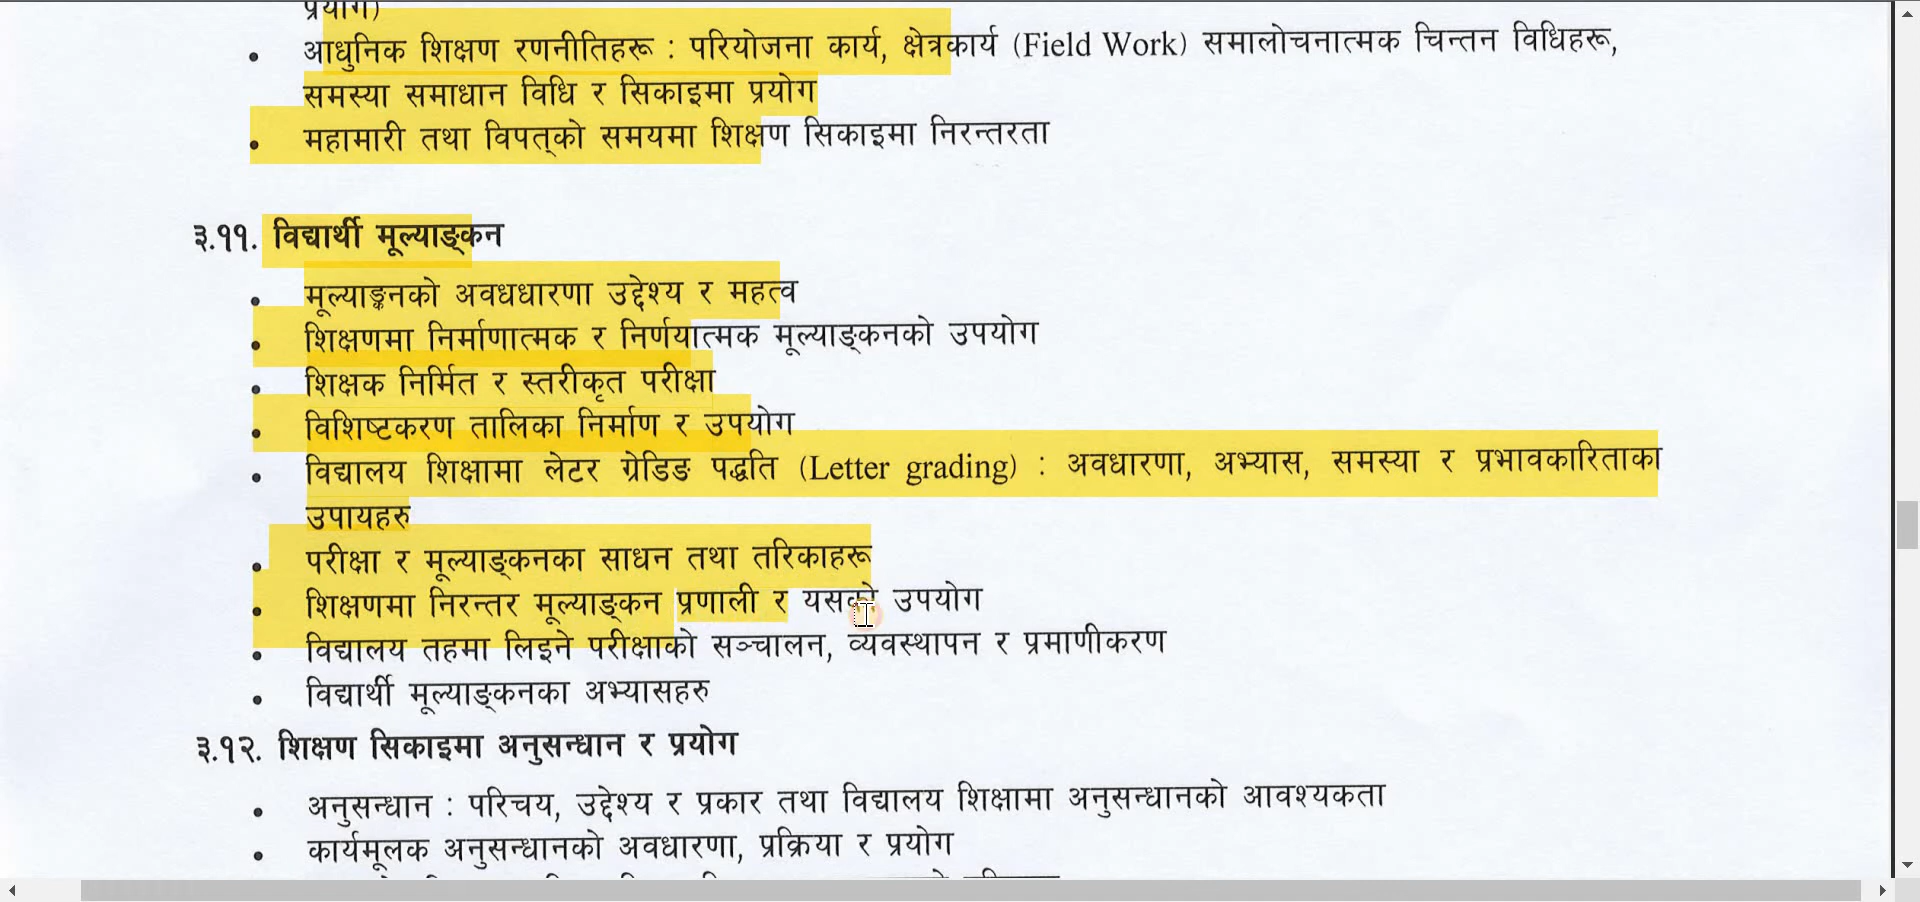 प्रयोग)
• आधुनिक शिक्षण रणनीतिहरू : परियोजना कार्य, क्षेत्रकार्य (Field Work) समालोचनात्मक चिन्तन विधिहरू,
समस्या समाधान विधि र सिकाइमा प्रयोग
• महामारी तथा विपत्को समयमा शिक्षण सिकाइमा निरन्तरता
३.११. विद्यार्थी मूल्याङ्कन
• मूल्याङ्कनको अवधधारणा उद्देश्य र महत्व
• शिक्षणमा निर्माणात्मक र निर्णयात्मक मूल्याङ्कनको उपयोग
• शिक्षक निर्मित र स्तरीकृत परीक्षा
• विशिष्टकरण तालिका निर्माण र उपयोग
• विद्यालय शिक्षामा लेटर ग्रेडिङ पद्धति (Letter grading) : अवधारणा, अभ्यास, समस्या र प्रभावकारिताका
उपायहरु
• परीक्षा र मूल्याङ्कनका साधन तथा तरिकाहरू
• शिक्षणमा निरन्तर मूल्याङ्कन प्रणाली र यसको उपयोग
• विद्यालय तहमा लिइने परीक्षाको सञ्चालन, व्यवस्थापन र प्रमाणीकरण
• विद्यार्थी मूल्याङ्कनका अभ्यासहरु
३.१२. शिक्षण सिकाइमा अनुसन्धान र प्रयोग
• अनुसन्धान : परिचय, उद्देश्य र प्रकार तथा विद्यालय शिक्षामा अनुसन्धानको आवश्यकता
• कार्यमूलक अनुसन्धानको अवधारणा, प्रक्रिया र प्रयोग